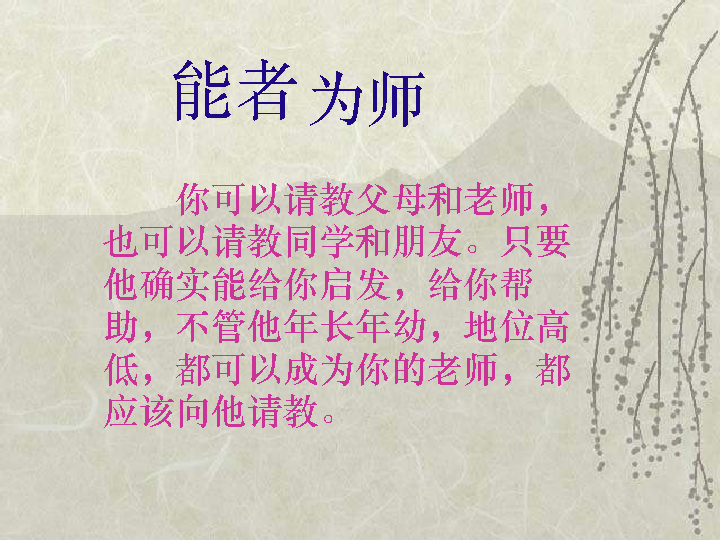 能者为师
你可以请教父母和老师，
也可以请教同学和朋友。只要
他确实能给你启发，给你帮
助，不管他年长年幼，地位高
低，都可以成为你的老师，都
应该向他请教。